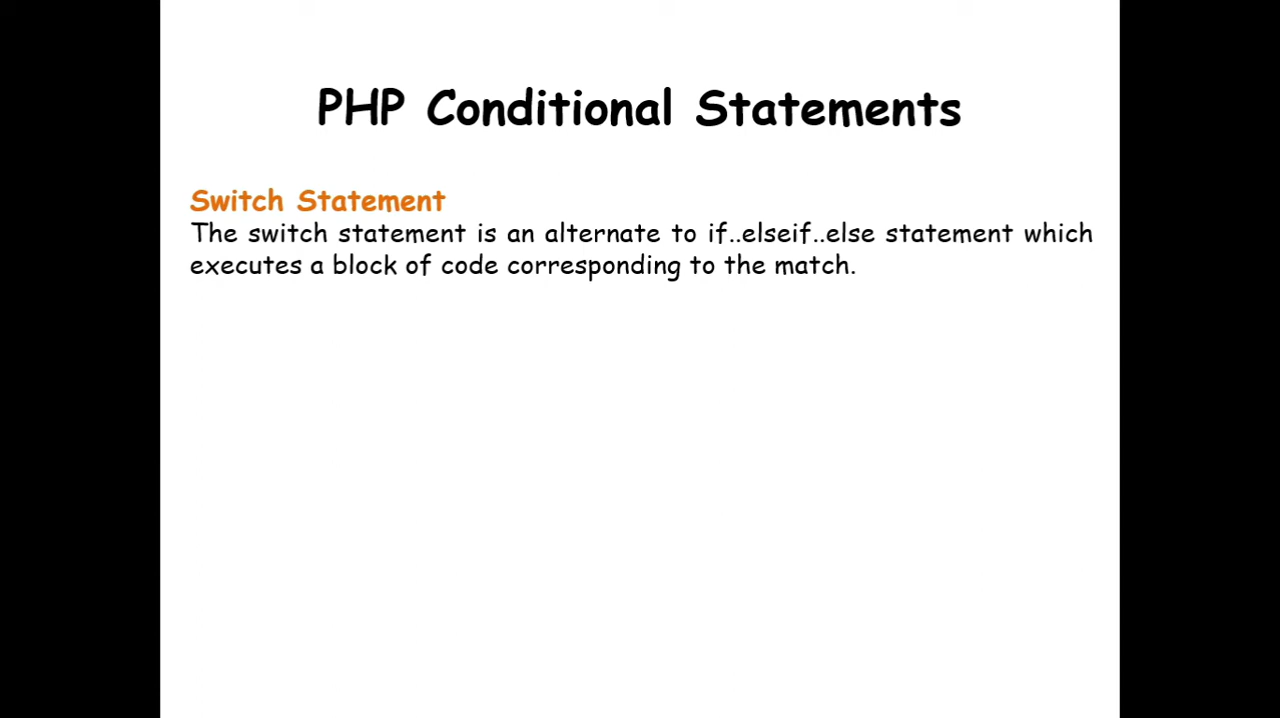 PHP Conditional Statements
Switch Statement
The switch statement is an alternate to if..elseif..else statement which
executes a block of code corresponding to the match.